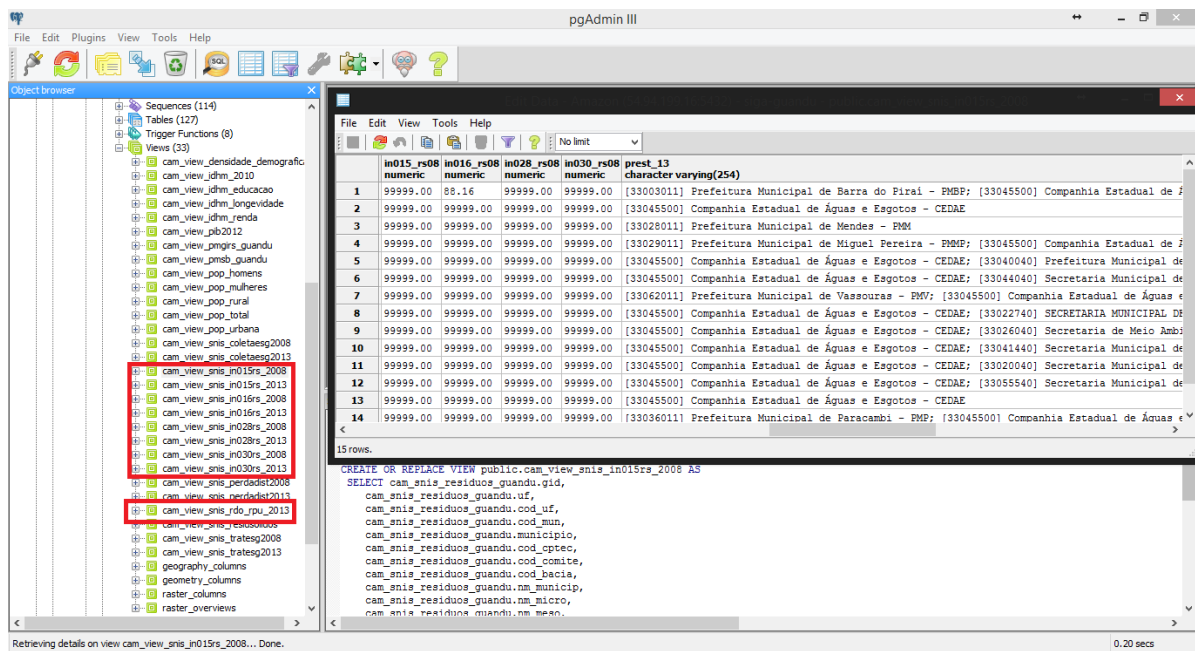 pgAdmin III
File Edit Plugins View Tools Help
SQL
Object browser
Sequences (114)
Tables (127)
Trigger Functions (8)
Views (33)
cam_view_densidade_demografic
cam_view_idhm_2010
cam_view_idhm_educacao
cam_view_idhm_longevidade
cam_view_idhm_renda
cam_view_pib2012
cam_view_pmgirs_guandu
cam_view_pmsb_guandu
cam_view_pop_homens
cam_view_pop_mulheres
cam_view_pop_rural
cam_view_pop_total
cam_view_pop_urbana
cam_view_snis_coletaesg2008
cam_view_snis_coletaesg2013
cam_view_snis_in015rs_2008
cam_view_snis_in015rs_2013
cam_view_snis_in016rs_2008
cam_view_snis_in016rs_2013
cam_view_snis_in028rs_2008
cam_view_snis_in028rs_2013
cam_view_snis_in030rs_2008
cam_view_snis_in030rs_2013
cam_view_snis_perdadist2008
cam_view_snis_perdadist2013
cam_view_snis_rdo_rpu_2013
cam_view_snis_residsolidos
cam_view_snis_tratesg2008
cam_view_snis_tratesg2013
geography_columns
geometry_columns
raster_columns
raster_overviews
File Edit View Tools Help
No limit
in015_rs08 in016_rs08 in028_rs08 in030_rs08 prest_13
numeric numeric numeric numeric character varying(254)
1 99999.00 88.16 99999.00 99999.00 [33003011] Prefeitura Municipal de Barra do Piraí - PMBP; [33045500] Companhia Estadual de Á
2 99999.00 99999.00 99999.00 99999.00 [33045500] Companhia Estadual de Águas e Esgotos - CEDAE
3 99999.00 99999.00 99999.00 99999.00 [33028011] Prefeitura Municipal de Mendes - PMM
4 99999.00 99999.00 99999.00 99999.00 [33029011] Prefeitura Municipal de Miguel Pereira - PMMP; [33045500] Companhia Estadual de Á
5 99999.00 99999.00 99999.00 99999.00 [33045500] Companhia Estadual de Águas e Esgotos - CEDAE; [33040040] Prefeitura Municipal de
6 99999.00 99999.00 99999.00 99999.00 [33045500] Companhia Estadual de Águas e Esgotos - CEDAE; [33044040] Secretaria Municipal de
7 99999.00 99999.00 99999.00 99999.00 [33062011] Prefeitura Municipal de Vassouras - PMV; [33045500] Companhia Estadual de Águas e
8 99999.00 99999.00 99999.00 99999.00 [33045500] Companhia Estadual de Águas e Esgotos - CEDAE; [33022740] SECRETARIA MUNICIPAL DE
9 99999.00 99999.00 99999.00 99999.00 [33045500] Companhia Estadual de Águas e Esgotos - CEDAE; [33026040] Secretaria de Meio Ambi
10 99999.00 99999.00 99999.00 99999.00 [33045500] Companhia Estadual de Águas e Esgotos - CEDAE; [33041440] Secretaria Municipal de
11 99999.00 99999.00 99999.00 99999.00 [33045500] Companhia Estadual de Águas e Esgotos - CEDAE; [33020040] Secretaria Municipal de
12 99999.00 99999.00 99999.00 99999.00 [33045500] Companhia Estadual de Águas e Esgotos - CEDAE; [33055540] Secretaria Municipal de
13 99999.00 99999.00 99999.00 99999.00 [33045500] Companhia Estadual de Águas e Esgotos - CEDAE
14 99999.00 99999.00 99999.00 99999.00 [33036011] Prefeitura Municipal de Paracambi - PMP; [33045500] Companhia Estadual de Águas e
15 rows.
CREATE OR REPLACE VIEW public.cam_view_snis_in015rs_2008 AS
SELECT cam_snis_residuos_guandu.gid,
cam_snis_residuos_guandu.uf,
cam_snis_residuos_guandu.cod_uf,
cam_snis_residuos_guandu.cod_mun,
cam_snis_residuos_guandu.municipio,
cam_snis_residuos_guandu.cod_cptec,
cam_snis_residuos_guandu.cod_comite,
cam_snis_residuos_guandu.cod_bacia,
cam_snis_residuos_guandu.nm_municip,
cam_snis_residuos_guandu.nm_micro,
cam_snis_residuos_guandu.nm_meso,
Retrieving details on view cam_view_snis_in015rs_2008... Done.
0.20 secs